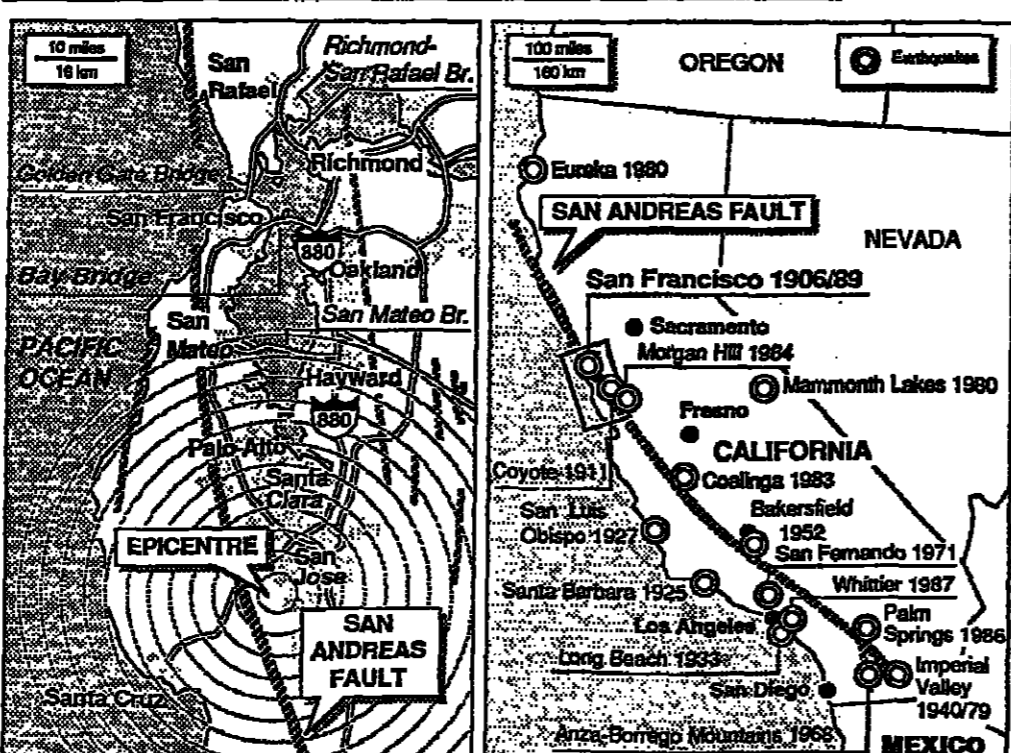 10 miles
16 km
San
Rafael
Richmond-
San Rafael Br.
Richmond
Golden Gate Bridge
San Francisco
880
Oakland
Bay Bridge
San Mateo Br.
San
Mateo
PACIFIC
OCEAN
Hayward
880
Palo Alto
Santa
Clara
EPICENTRE
San
Jose
SAN
ANDREAS
FAULT
Santa Cruz
100 miles
160 km
OREGON
Earthquakes
Eureka 1980
SAN ANDREAS FAULT
NEVADA
San Francisco 1906/89
Sacramento
Morgan Hill 1984
Mammonth Lakes 1980
Fresno
CALIFORNIA
Coyote 1911
Coalinga 1983
San Luis
Obispo 1927
Bakersfield
1952
San Fernando 1971
Whittier 1987
Santa Barbara 1925
Los Angeles
Palm
Springs 1986
Long Beach 1933
Imperial
Valley
1940/79
San Diego
Anza-Borrego Mountains 1968
MEXICO